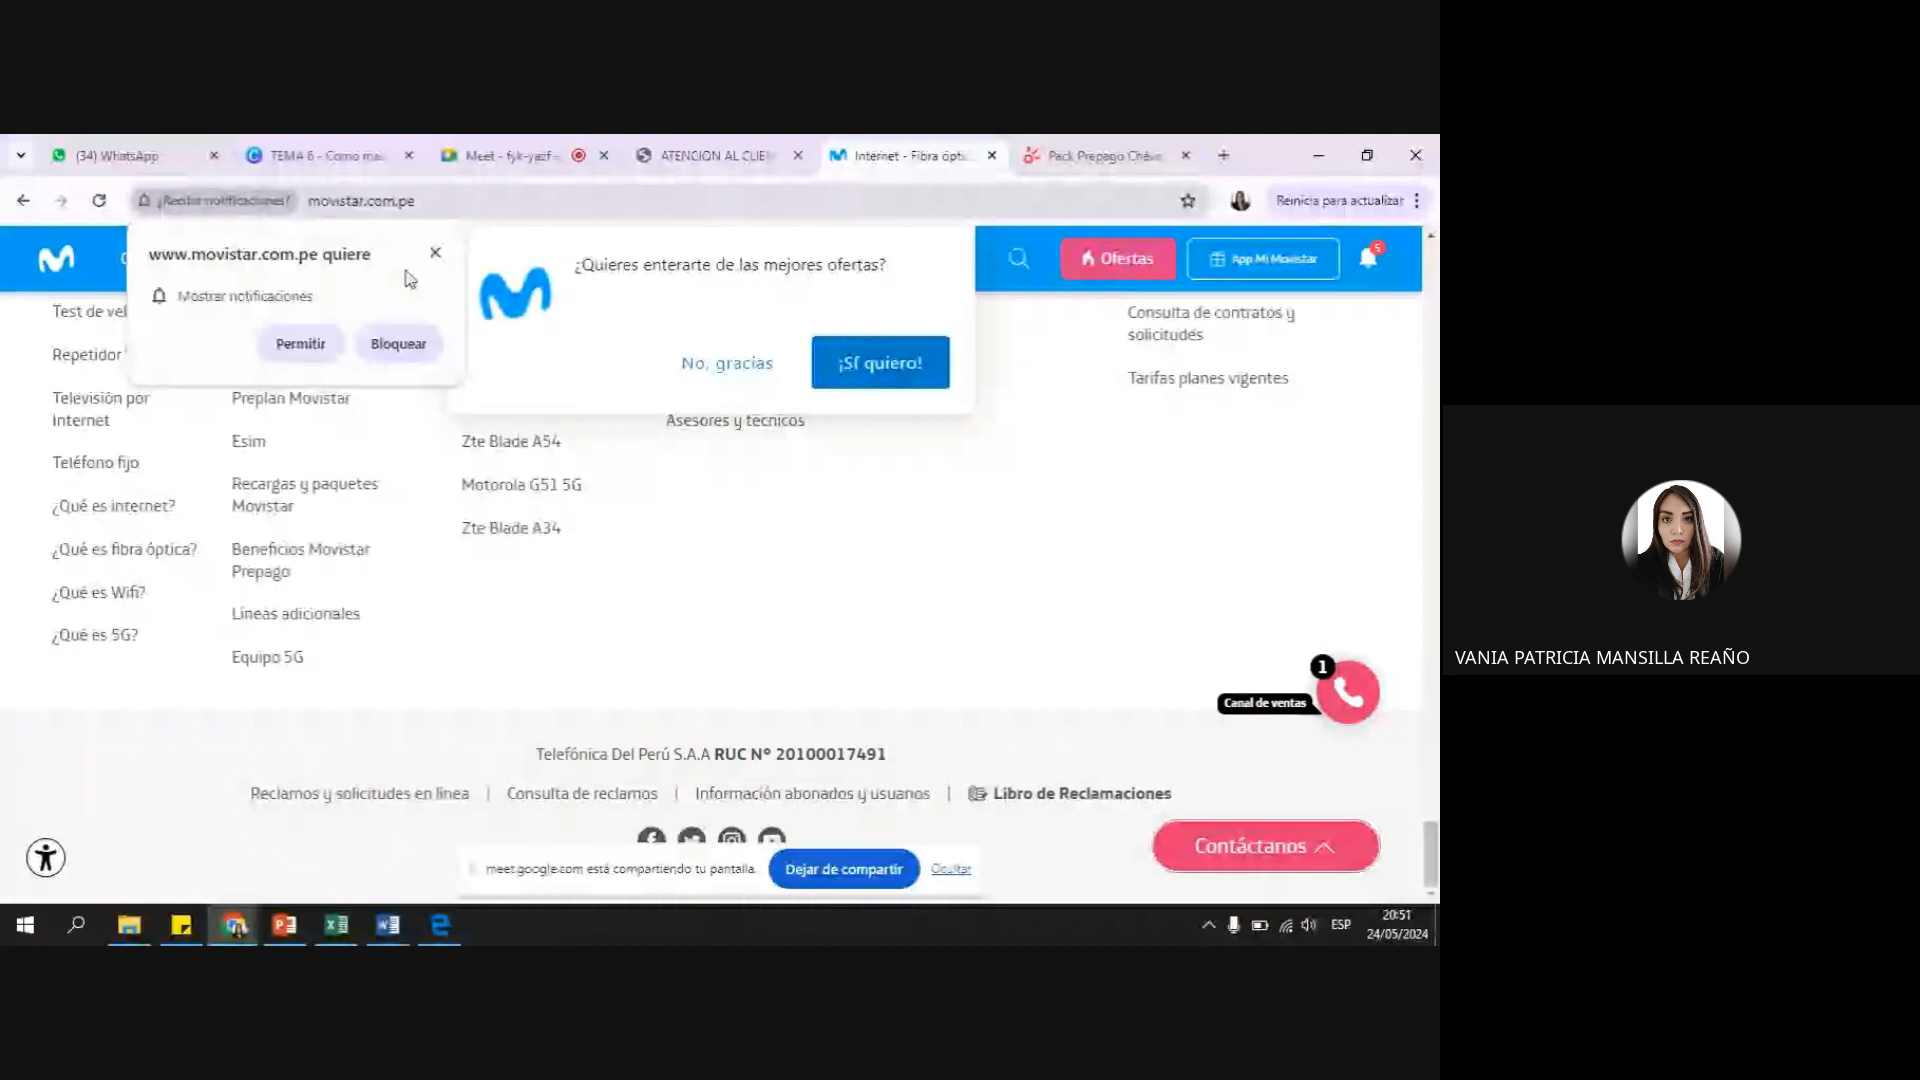 (34) WhatsApp
TEMA 6 - Como ma
Meet - fyk-yazf-
ATENCION AL CLIE
Internet - Fibra ópti
Pack Prepago Chéve
¿Recibir notificaciones?
movistar.com.pe
Reinicia para actualizar
www.movistar.com.pe quiere
Mostrar notificaciones
Permitir
Bloquear
¿Quieres enterarte de las mejores ofertas?
No, gracias
¡Sí quiero!
Ofertas
App Mi Movistar
5
Test de vel
Repetidor
Televisión por
Internet
Teléfono fijo
¿Qué es internet?
¿Qué es fibra óptica?
¿Qué es Wifi?
¿Qué es 5G?
Preplan Movistar
Esim
Recargas y paquetes
Movistar
Beneficios Movistar
Prepago
Líneas adicionales
Equipo 5G
Zte Blade A54
Motorola G51 5G
Zte Blade A34
Asesores y técnicos
Consulta de contratos y
solicitudes
Tarifas planes vigentes
1
Canal de ventas
Telefónica Del Perú S.A.A RUC Nº 20100017491
Reclamos y solicitudes en línea | Consulta de reclamos | Información abonados y usuarios | Libro de Reclamaciones
Contáctanos
meet.google.com está compartiendo tu pantalla.
Dejar de compartir
Ocultar
ESP
20:51
24/05/2024
VANIA PATRICIA MANSILLA REAÑO